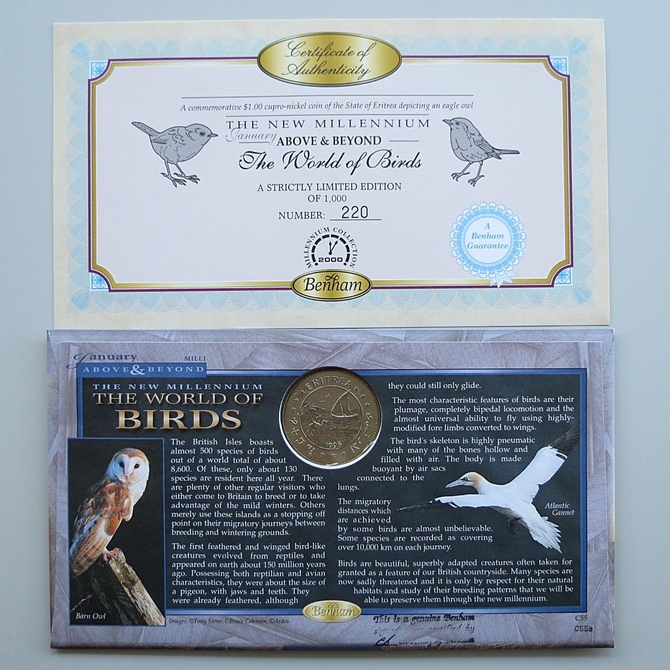 Certificate of
Authenticity
A commemorative $1.00 cupro-nickel coin of the State of Eritrea depicting an eagle owl
THE NEW MILLENNIUM
January
ABOVE & BEYOND
The World of Birds
A STRICTLY LIMITED EDITION
OF 1,000
NUMBER: 220
A
Benham
Guarantee
MILLENNIUM COLLECTION
2000
Benham
January MILL1
ABOVE & BEYOND
THE NEW MILLENNIUM
THE WORLD OF
BIRDS
The British Isles boasts
almost 500 species of birds
out of a world total of about
8,600. Of these, only about 130
species are resident here all year. There
are plenty of other regular visitors who
either come to Britain to breed or to take
advantage of the mild winters. Others
merely use these islands as a stopping off
point on their migratory journeys between
breeding and wintering grounds.
The first feathered and winged bird-like
creatures evolved from reptiles and
appeared on earth about 150 million years
ago. Possessing both reptilian and avian
characteristics, they were about the size of
a pigeon, with jaws and teeth. They
were already feathered, although
Barn Owl
ERITREA
they could still only glide.
The most characteristic features of birds are their
plumage, completely bipedal locomotion and the
almost universal ability to fly using highly-
modified fore limbs converted to wings.
The bird's skeleton is highly pneumatic
with many of the bones hollow and
filled with air. The body is made
buoyant by air sacs
connected to the
lungs.
The migratory
distances which
are achieved
by some birds are almost unbelievable.
Some species are recorded as covering
over 10,000 km on each journey.
Atlantic
Gannet
Birds are beautiful, superbly adapted creatures often taken for
granted as a feature of our British countryside. Many species are
now sadly threatened and it is only by respect for their natural
habitats and study of their breeding patterns that we will be
able to preserve them through the new millennium.
Benham
Images, ©Tony Stone, ©Bruce Coleman, ©Ardea
This is a genuine Benham
by
C55
C55a